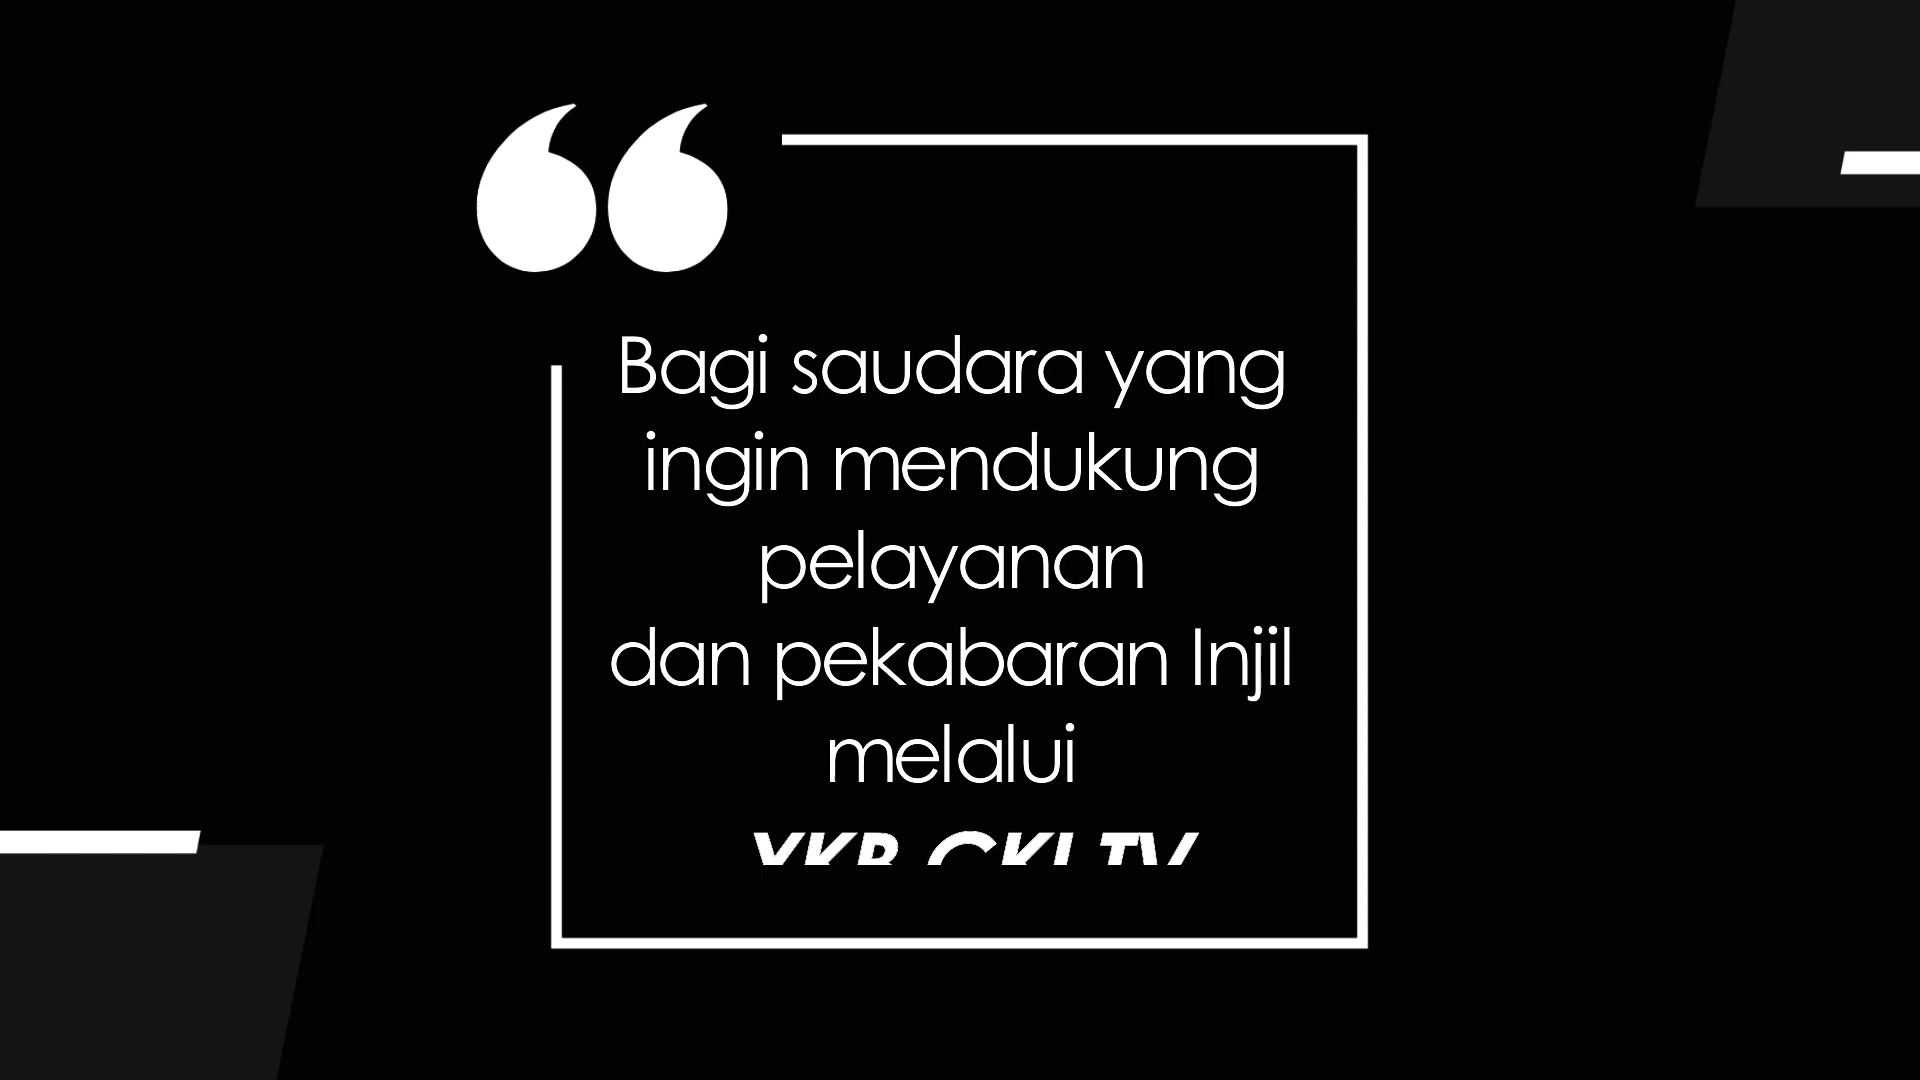 Bagi saudara yang
ingin mendukung
pelayanan
dan pekabaran Injil
melalui